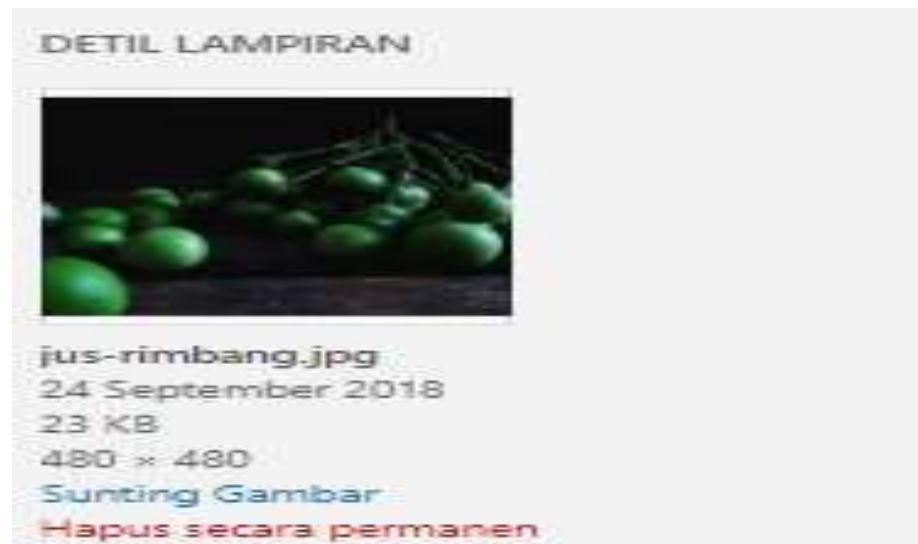 DETIL LAMPIRAN
jus-rimbang.jpg
24 September 2018
23 KB
480 × 480
Sunting Gambar
Hapus secara permanen